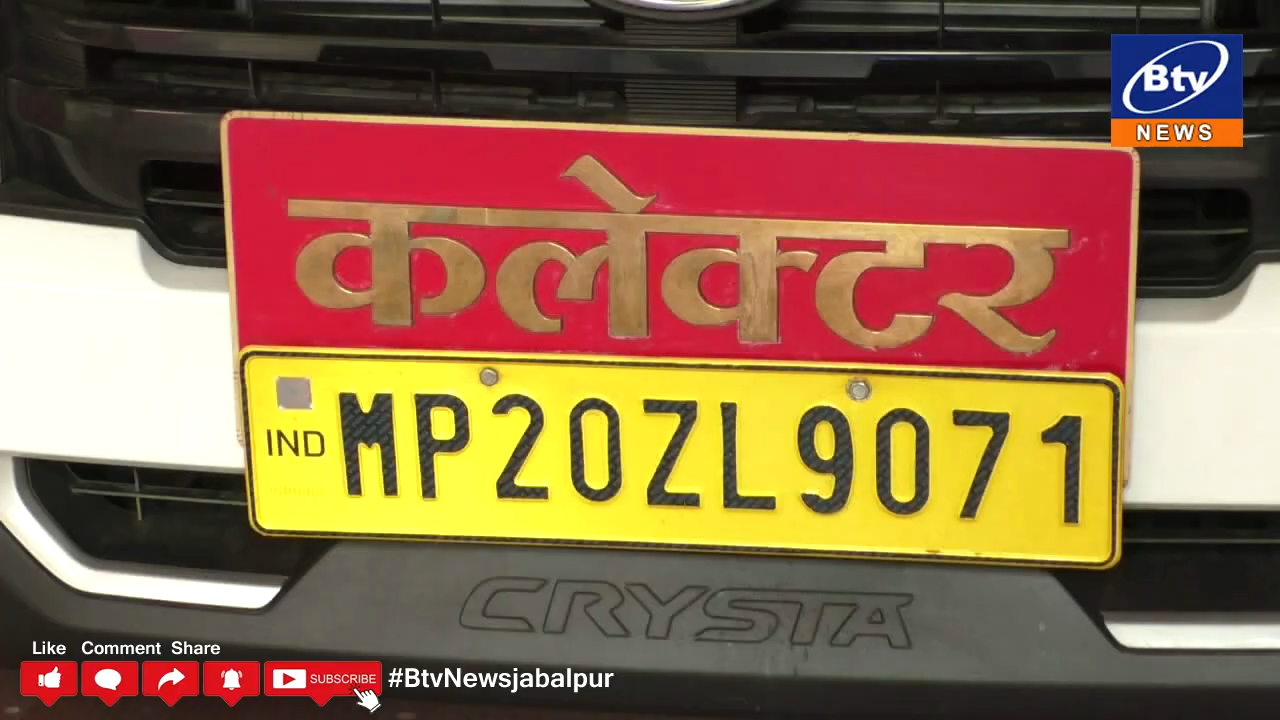 Btv
NEWS
कलेक्टर
IND
MP20ZL9071
CRYSTA
Like Comment Share
SUBSCRIBE
#BtvNewsjabalpur